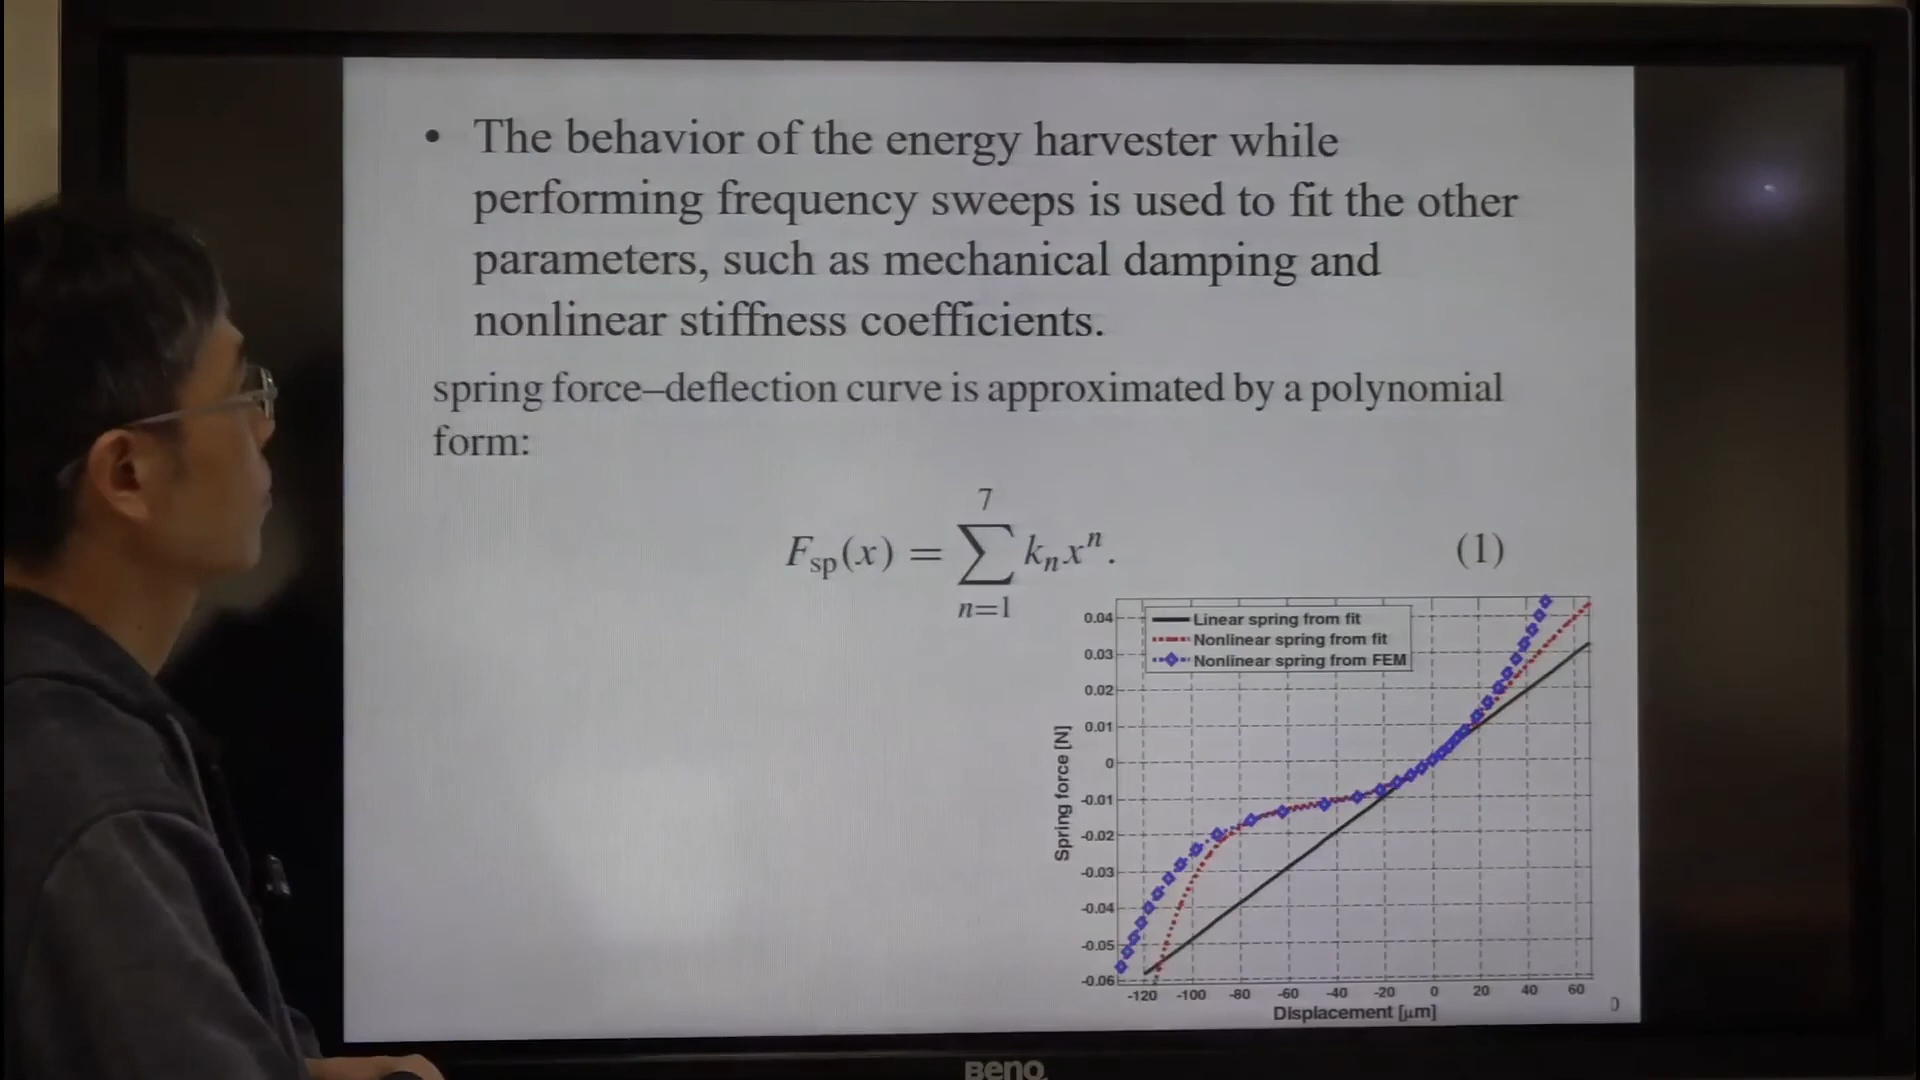 • The behavior of the energy harvester while
performing frequency sweeps is used to fit the other
parameters, such as mechanical damping and
nonlinear stiffness coefficients.
spring force–deflection curve is approximated by a polynomial
form:
7
F_sp(x) = ∑ k_n x^n. (1)
n=1
Linear spring from fit
Nonlinear spring from fit
Nonlinear spring from FEM
0.04
0.03
0.02
0.01
0
-0.01
-0.02
-0.03
-0.04
-0.05
-0.06
Spring force [N]
-120 -100 -80 -60 -40 -20 0 20 40 60
Displacement [μm]
BenQ